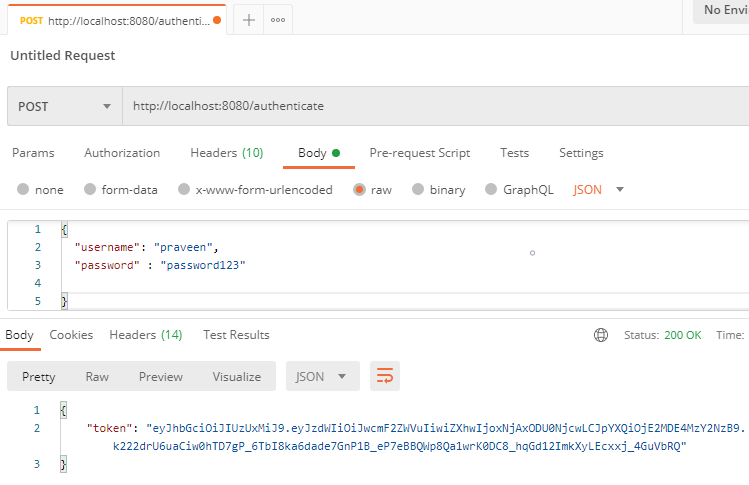 POST http://localhost:8080/authenti... + ooo No Envi
Untitled Request
POST http://localhost:8080/authenticate
Params Authorization Headers (10) Body Pre-request Script Tests Settings
none form-data x-www-form-urlencoded raw binary GraphQL JSON
1 {
2 "username": "praveen",
3 "password" : "password123"
4
5 }
Body Cookies Headers (14) Test Results Status: 200 OK Time:
Pretty Raw Preview Visualize JSON
1 {
2 "token": "eyJhbGciOiJIUzUxMiJ9.eyJzdWIiOiJwcmF2ZWVuIiwiZXhwIjoxNjAxODU0NjcwLCJpYXQiOjE2MDE4MzY2NzB9.
k222drU6uaCiw0hTD7gP_6TbI8ka6dade7GnP1B_eP7eBBQWp8Qa1wrK0DC8_hqGd12ImkXyLEcxxj_4GuVbRQ"
3 }